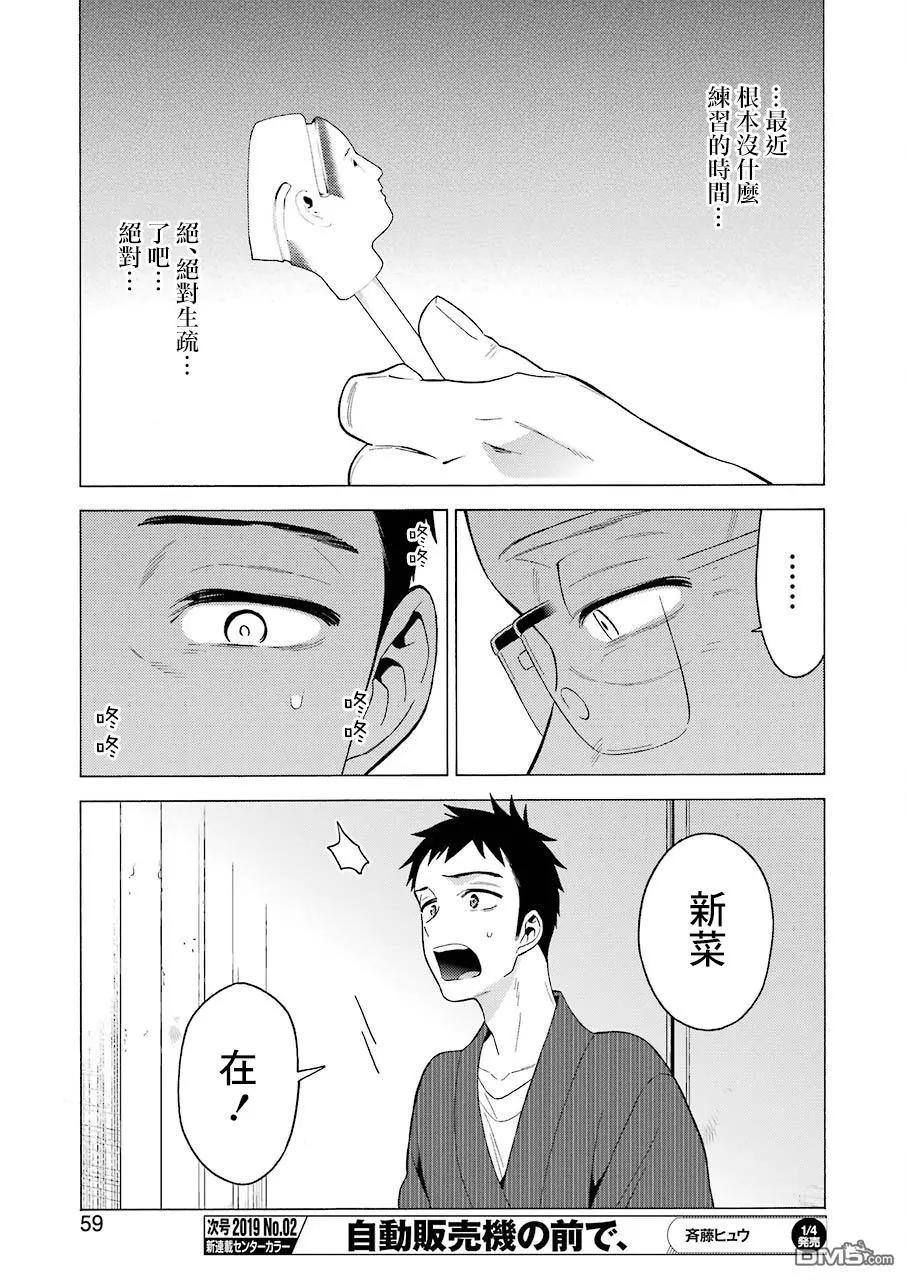 …最近
根本沒什麼
練習的時間…
絕、絕對生疏…
了吧…
絕對…
……
咚咚
咚咚
咚咚
新菜
在！
59
次号2019 No.02
新連載センターカラー
自動販売機の前で、
斉藤ヒュウ
1/4
発売
DM5.com